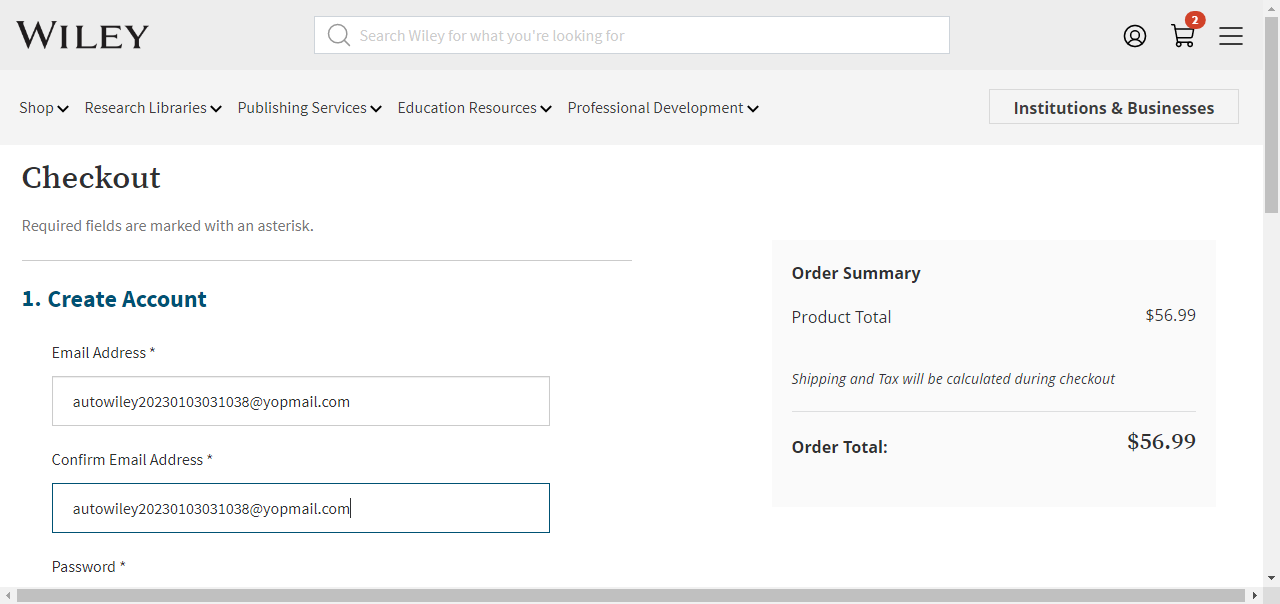 WILEY
Search Wiley for what you're looking for
2
Shop
Research Libraries
Publishing Services
Education Resources
Professional Development
Institutions & Businesses
Checkout
Required fields are marked with an asterisk.
1. Create Account
Email Address *
autowiley20230103031038@yopmail.com
Confirm Email Address *
autowiley20230103031038@yopmail.com
Password *
Order Summary
Product Total $56.99
Shipping and Tax will be calculated during checkout
Order Total: $56.99